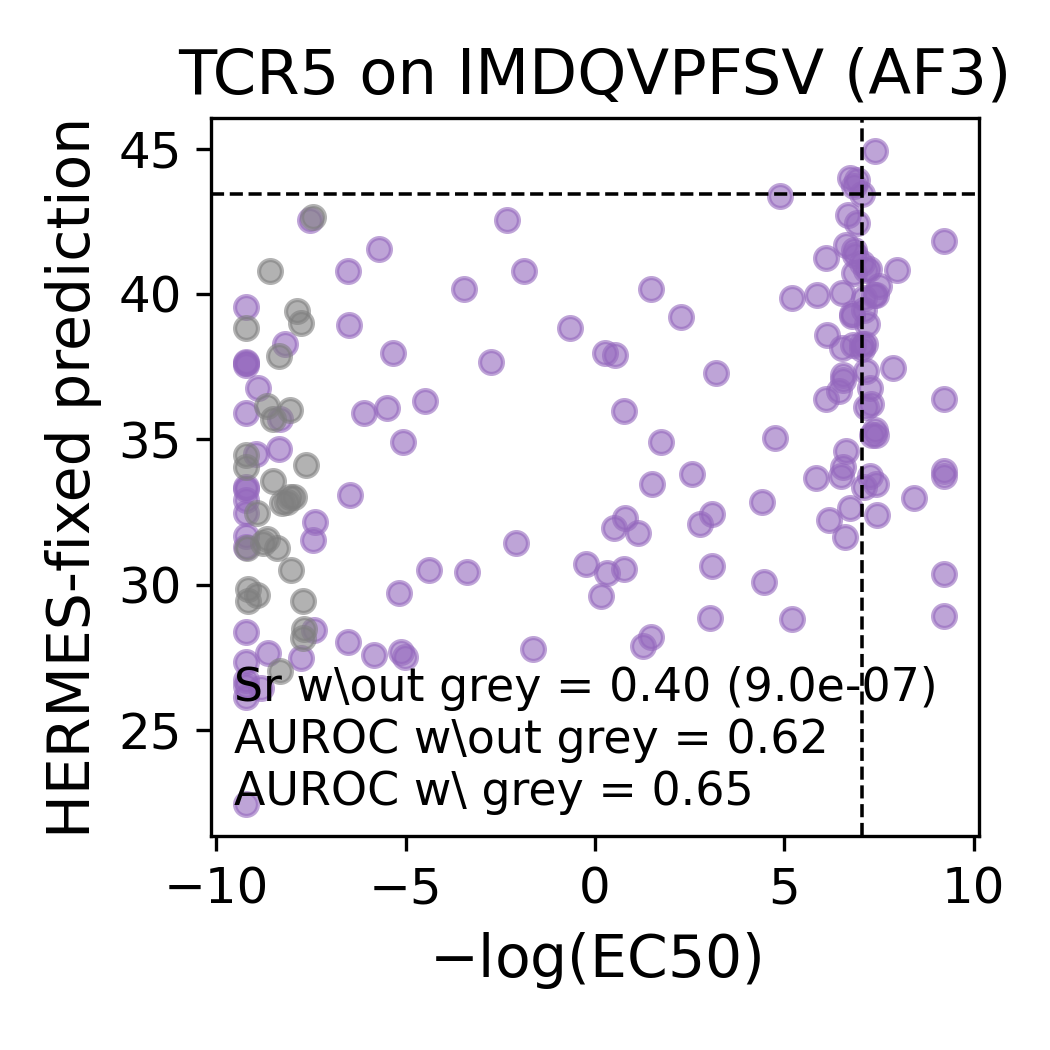 TCR5 on IMDQVPFSV (AF3)
HERMES-fixed prediction
45
40
35
30
25
Sr w\out grey = 0.40 (9.0e-07)
AUROC w\out grey = 0.62
AUROC w\ grey = 0.65
−10
−5
0
5
10
−log(EC50)